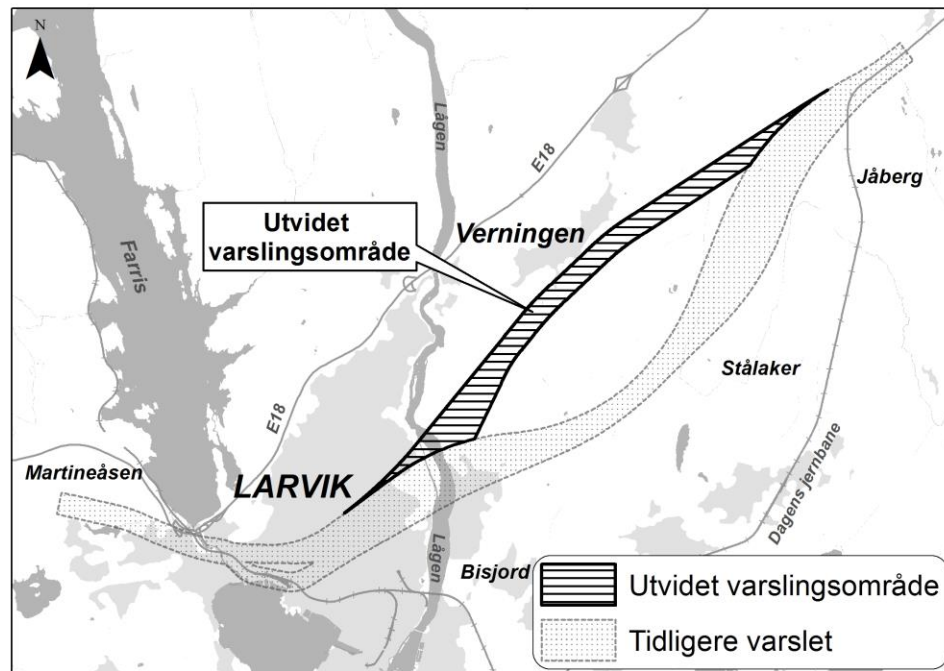 N
Lågen
E18
Jåberg
Utvidet
varslingsområde
Verningen
Farris
Stålaker
E18
Martineåsen
LARVIK
Dagens jernbane
Lågen
Bisjord
Utvidet varslingsområde
Tidligere varslet